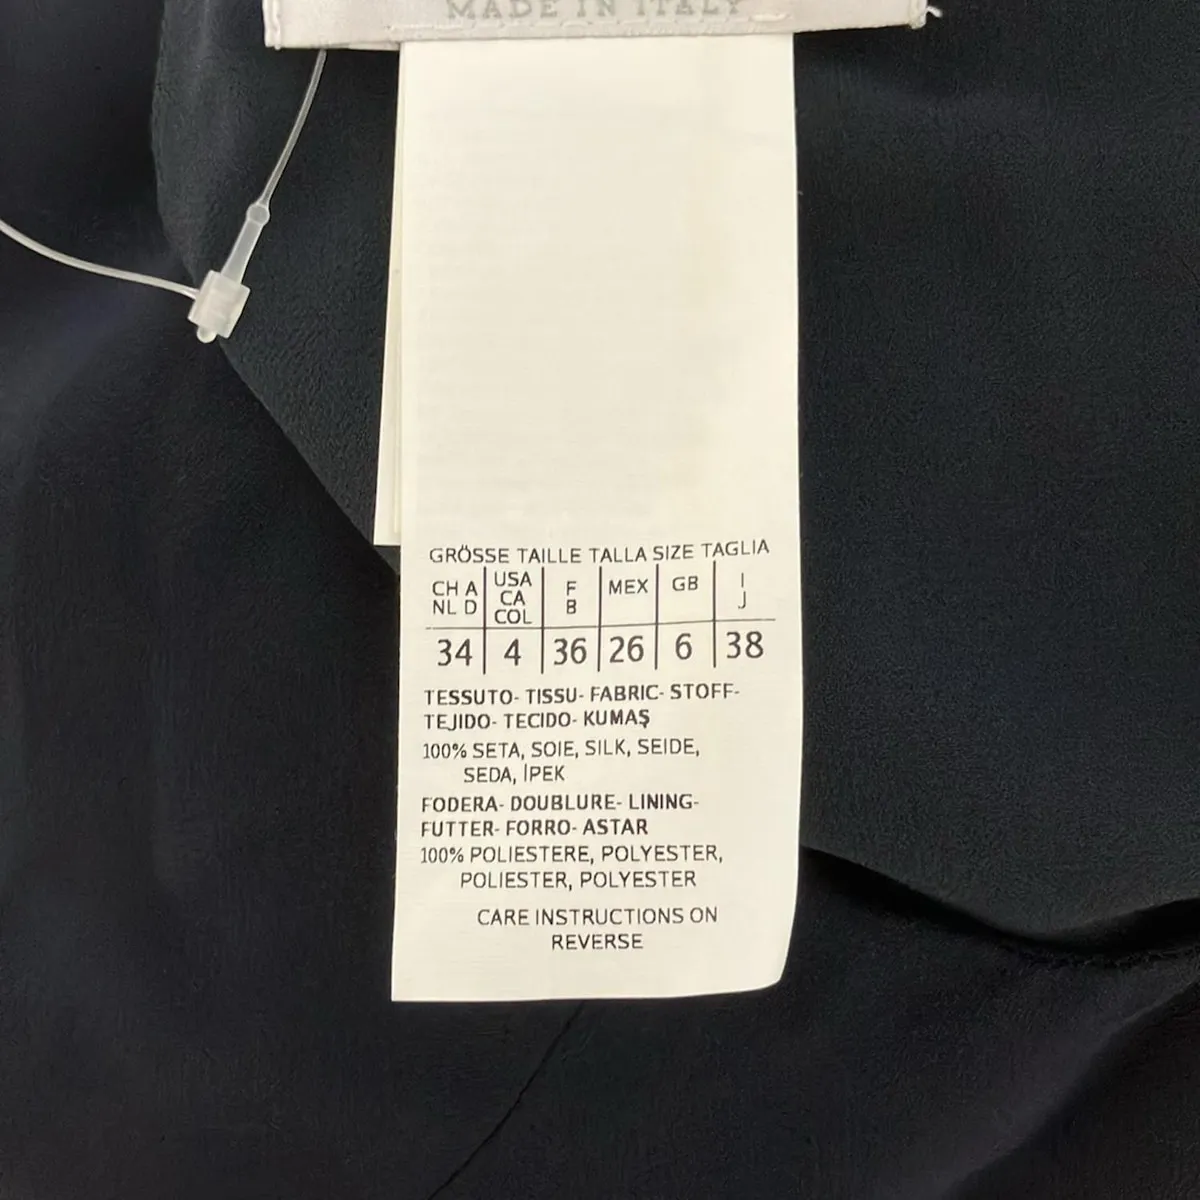 MADE IN ITALY
GRÖSSE TAILLE TALLA SIZE TAGLIA
CH A NL D | USA CA COL | F B | MEX | GB | I J
34 | 4 | 36 | 26 | 6 | 38
TESSUTO- TISSU- FABRIC- STOFF-
TEJIDO- TECIDO- KUMAŞ
100% SETA, SOIE, SILK, SEIDE,
SEDA, İPEK
FODERA- DOUBLURE- LINING-
FUTTER- FORRO- ASTAR
100% POLIESTERE, POLYESTER,
POLIESTER, POLYESTER
CARE INSTRUCTIONS ON
REVERSE